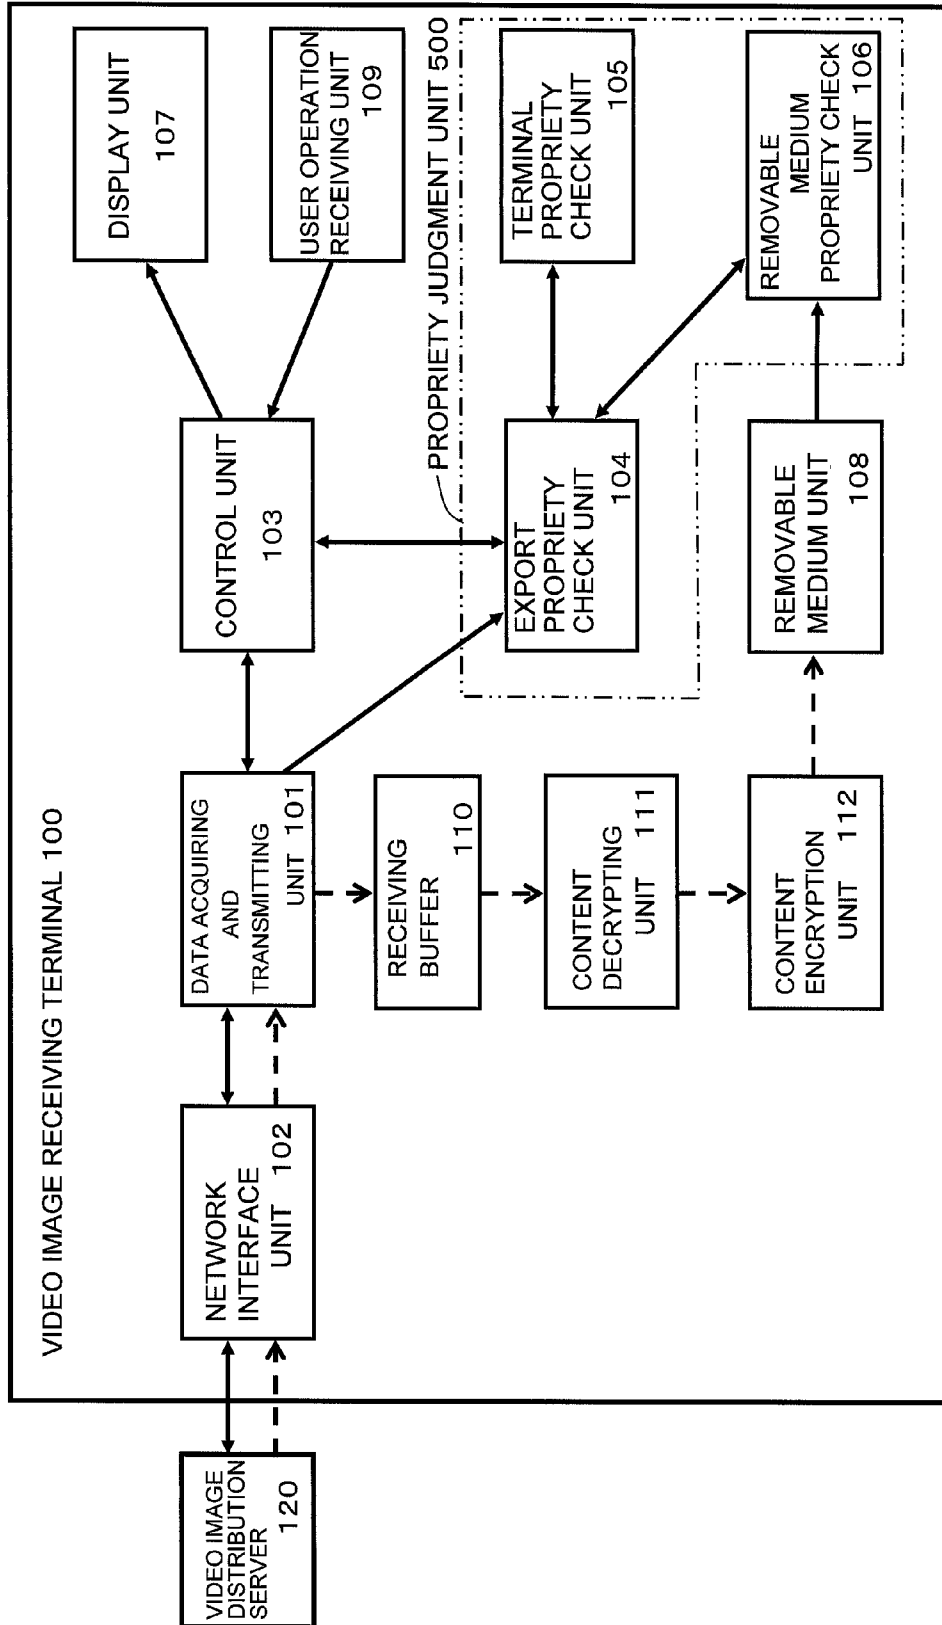 VIDEO IMAGE RECEIVING TERMINAL 100
VIDEO IMAGE
DISTRIBUTION
SERVER
120
NETWORK
INTERFACE
UNIT 102
DATA ACQUIRING
AND
TRANSMITTING
UNIT 101
CONTROL UNIT
103
DISPLAY UNIT
107
USER OPERATION
RECEIVING UNIT
109
PROPRIETY JUDGMENT UNIT 500
EXPORT
PROPRIETY
CHECK UNIT
104
TERMINAL
PROPRIETY
CHECK UNIT
105
REMOVABLE
MEDIUM
PROPRIETY CHECK
UNIT 106
RECEIVING
BUFFER
110
CONTENT
DECRYPTING
UNIT 111
CONTENT
ENCRYPTION
UNIT 112
REMOVABLE
MEDIUM UNIT
108